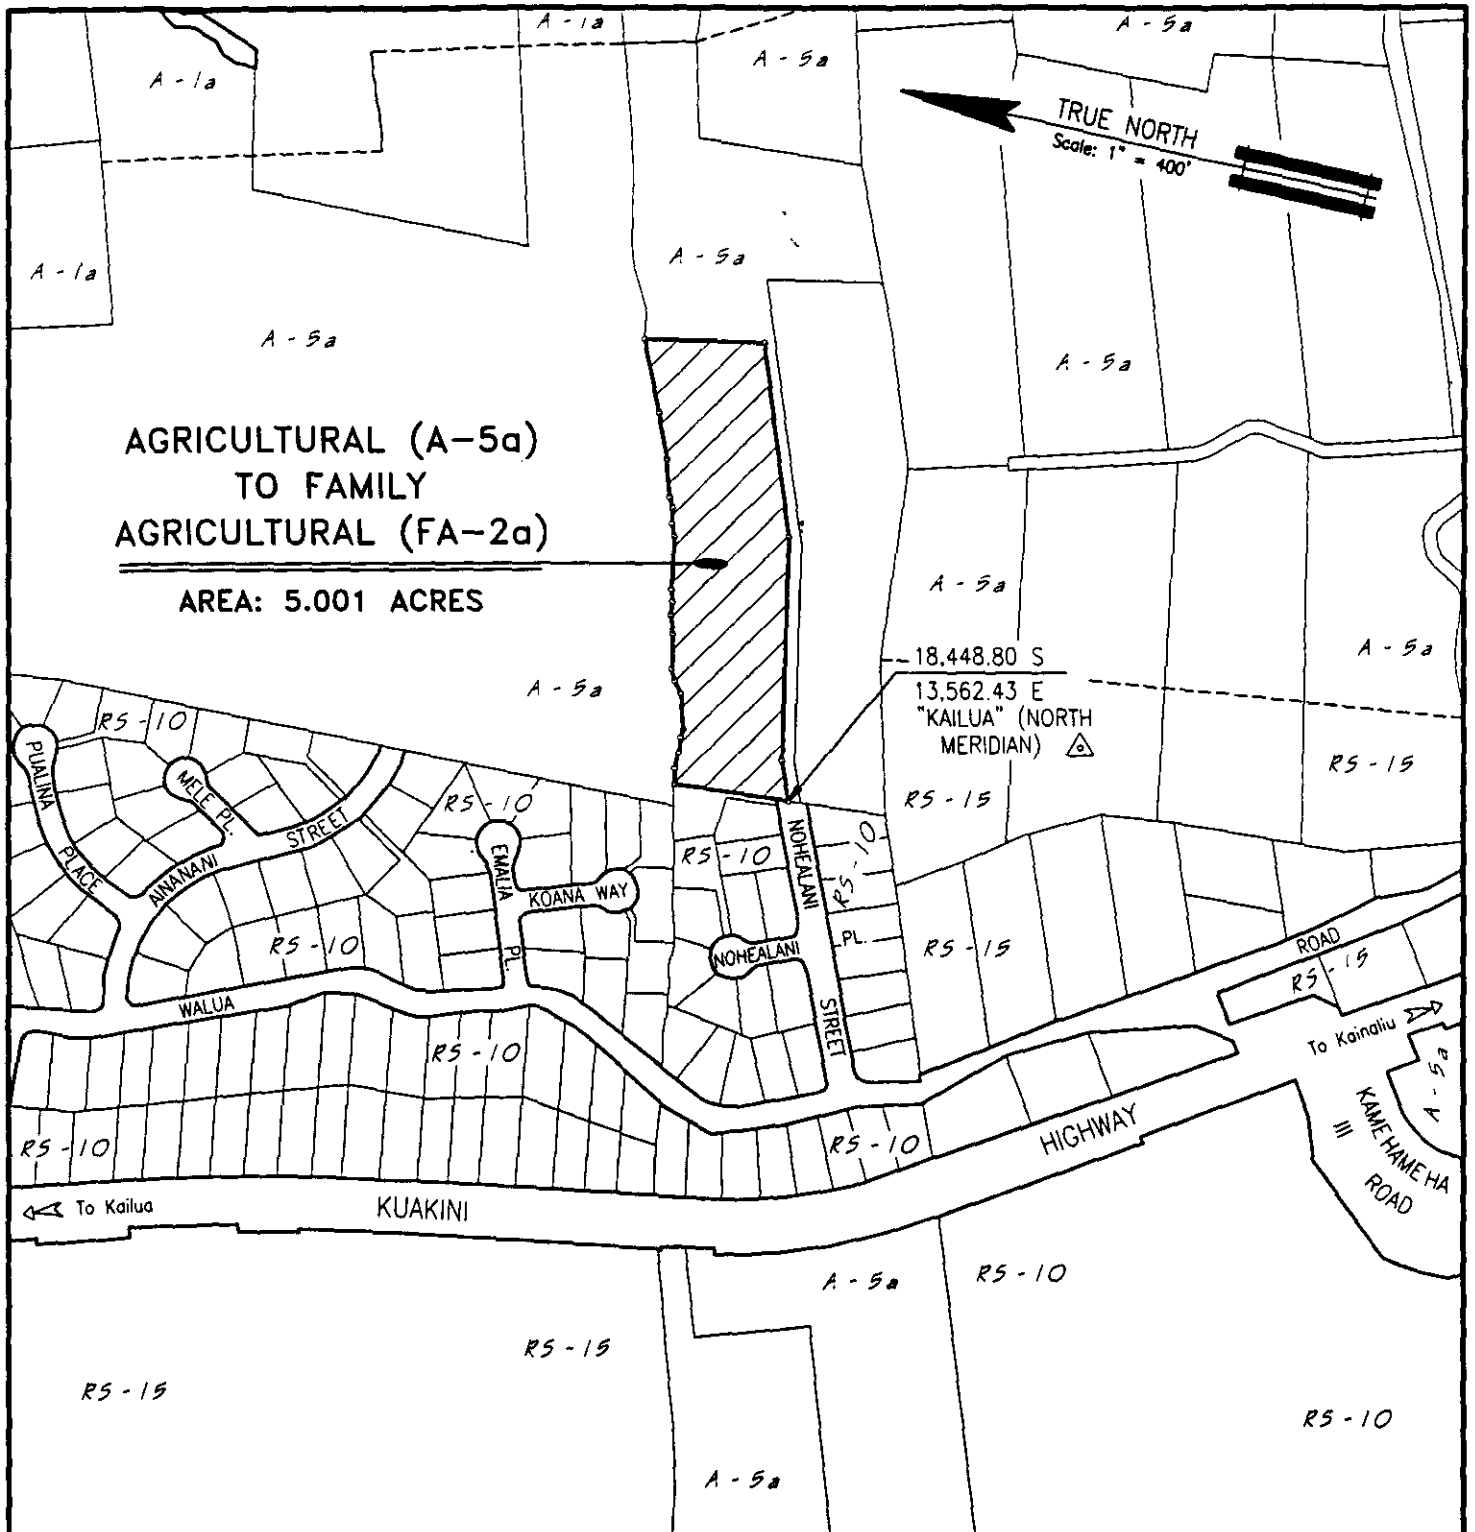 A-1a
A-5a
A-1a
A-5a
TRUE NORTH
Scale: 1" = 400'
A-5a
A-1a
A-5a
A-5a
AGRICULTURAL (A-5a)
TO FAMILY
AGRICULTURAL (FA-2a)
AREA: 5.001 ACRES
A-5a
18,448.80 S
13,562.43 E
"KAILUA" (NORTH
MERIDIAN)
A-5a
A-5a
RS-10
PUALINA
PLACE
MELE PL.
AINANANI
STREET
RS-10
RS-15
RS-15
EMALIA
PL.
KOANA WAY
RS-10
NOHEALANI
STREET
RS-10
RS-10
NOHEALANI
PL.
RS-15
ROAD
RS-15
WALUA
RS-10
To Kainaliu
A-5a
RS-10
RS-10
HIGHWAY
KAMEHAMEHA
III
ROAD
To Kailua
KUAKINI
A-5a
RS-10
RS-15
RS-15
RS-10
A-5a